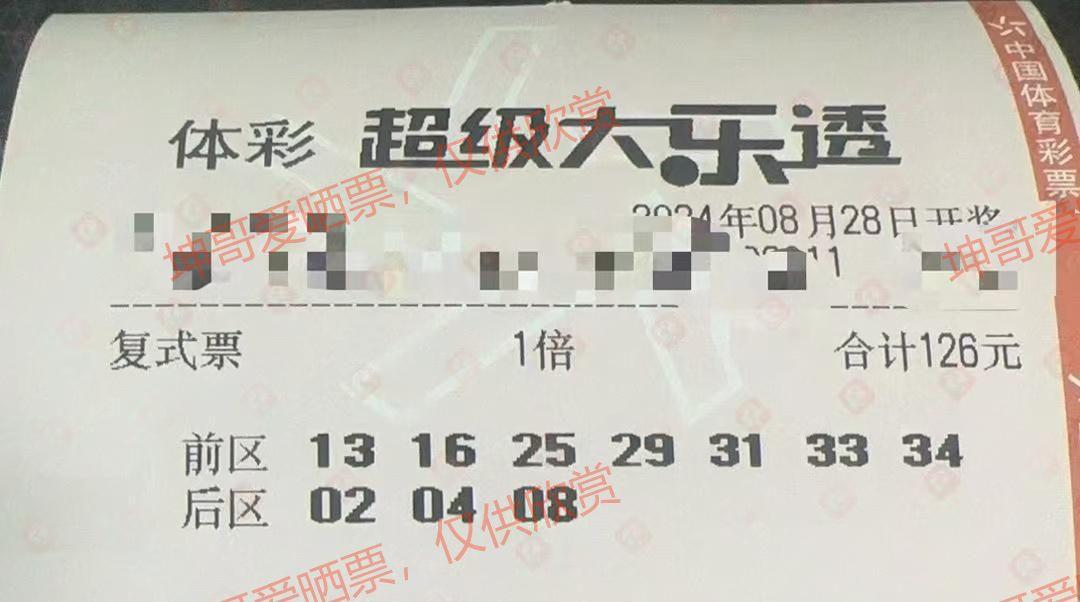 中国体育彩票
体彩 超级大乐透
2024年08月28日开奖
复式票 1倍 合计126元
前区 13 16 25 29 31 33 34
后区 02 04 08
坤哥爱晒票，仅供欣赏
坤哥爱
坤哥爱晒票，仅供欣赏